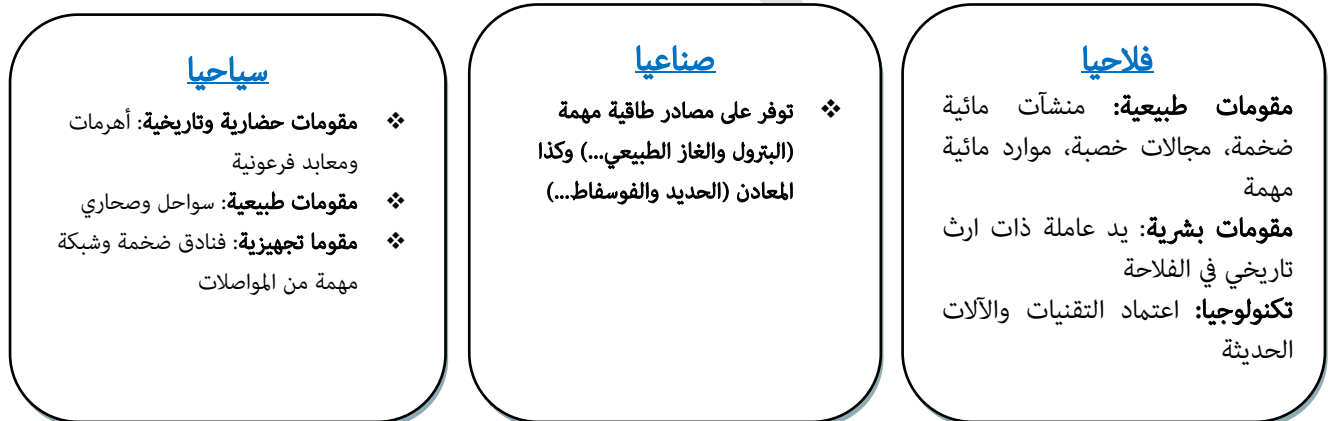 فلاحيا
مقومات طبيعية: منشآت مائية
ضخمة، مجالات خصبة، موارد مائية
مهمة
مقومات بشرية: يد عاملة ذات ارث
تاريخي في الفلاحة
تكنولوجيا: اعتماد التقنيات والآلات
الحديثة
صناعيا
❖ توفر على مصادر طاقية مهمة
(البترول والغاز الطبيعي...) وكذا
المعادن (الحديد والفوسفاط...)
سياحيا
❖ مقومات حضارية وتاريخية: أهرمات
ومعابد فرعونية
❖ مقومات طبيعية: سواحل وصحاري
❖ مقوما تجهيزية: فنادق ضخمة وشبكة
مهمة من المواصلات